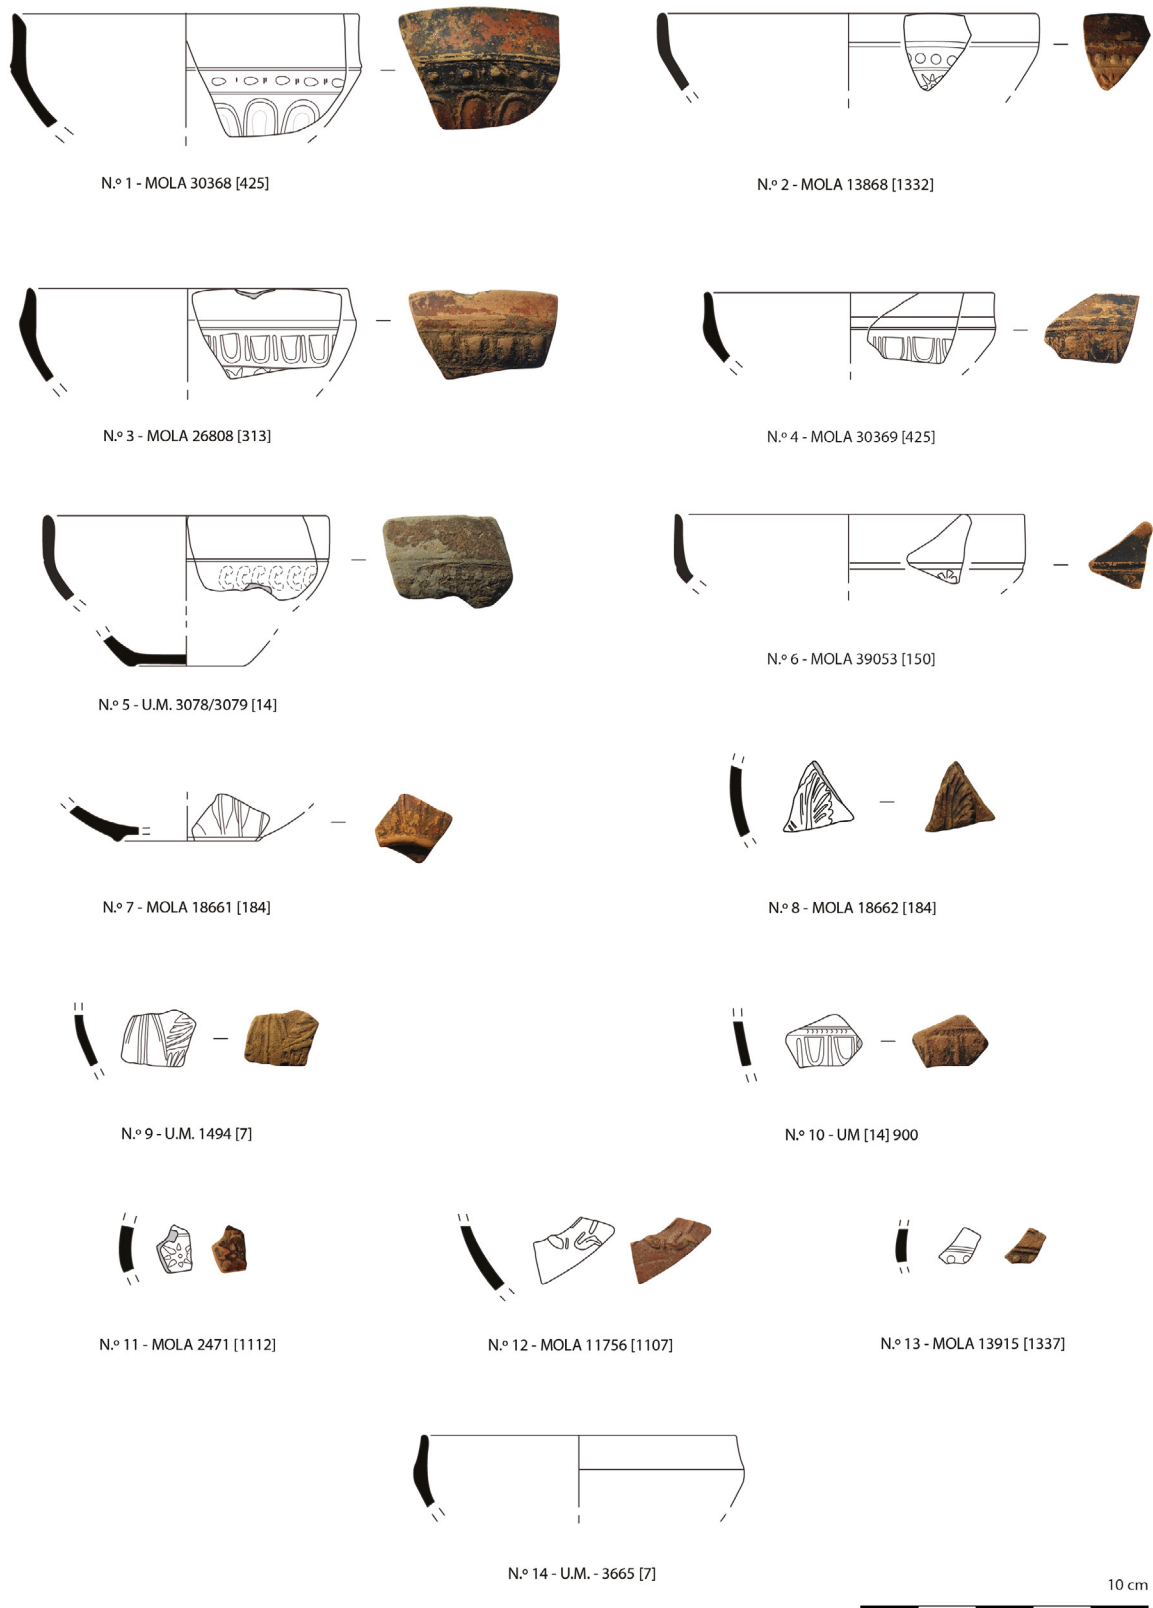 N.º 1 - MOLA 30368 [425]
N.º 2 - MOLA 13868 [1332]
N.º 3 - MOLA 26808 [313]
N.º 4 - MOLA 30369 [425]
N.º 5 - U.M. 3078/3079 [14]
N.º 6 - MOLA 39053 [150]
N.º 7 - MOLA 18661 [184]
N.º 8 - MOLA 18662 [184]
N.º 9 - U.M. 1494 [7]
N.º 10 - UM [14] 900
N.º 11 - MOLA 2471 [1112]
N.º 12 - MOLA 11756 [1107]
N.º 13 - MOLA 13915 [1337]
N.º 14 - U.M. - 3665 [7]
10 cm